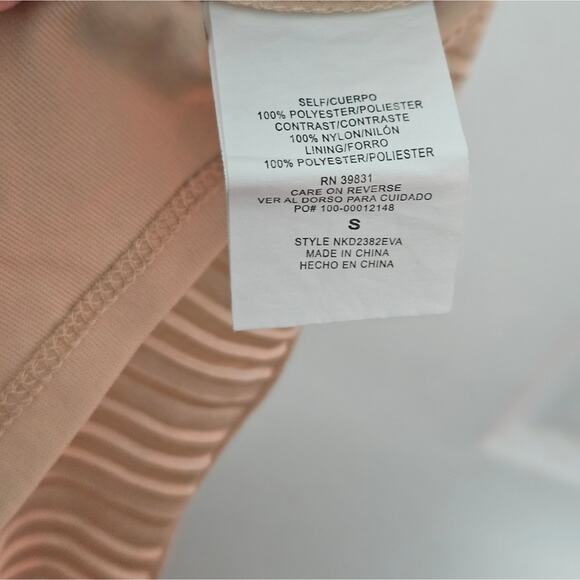 SELF/CUERPO
100% POLYESTER/POLIESTER
CONTRAST/CONTRASTE
100% NYLON/NILÓN
LINING/FORRO
100% POLYESTER/POLIESTER
RN 39831
CARE ON REVERSE
VER AL DORSO PARA CUIDADO
PO# 100-00012148
S
STYLE NKD2382EVA
MADE IN CHINA
HECHO EN CHINA